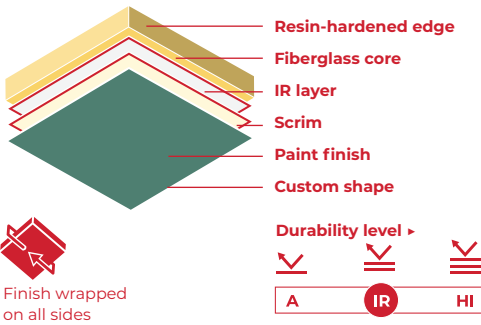 Resin-hardened edge
Fiberglass core
IR layer
Scrim
Paint finish
Custom shape
Durability level ▸
A IR HI
Finish wrapped
on all sides